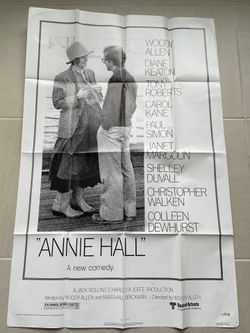 WOODY
ALLEN
DIANE
KEATON
TONY
ROBERTS
CAROL
KANE
PAUL
SIMON
JANET
MARGOLIN
SHELLEY
DUVALL
CHRISTOPHER
WALKEN
COLLEEN
DEWHURST
"ANNIE HALL"
A new comedy.
A JACK ROLLINS-CHARLES H. JOFFE PRODUCTION
Written by WOODY ALLEN and MARSHALL BRICKMAN • Directed by WOODY ALLEN
United Artists